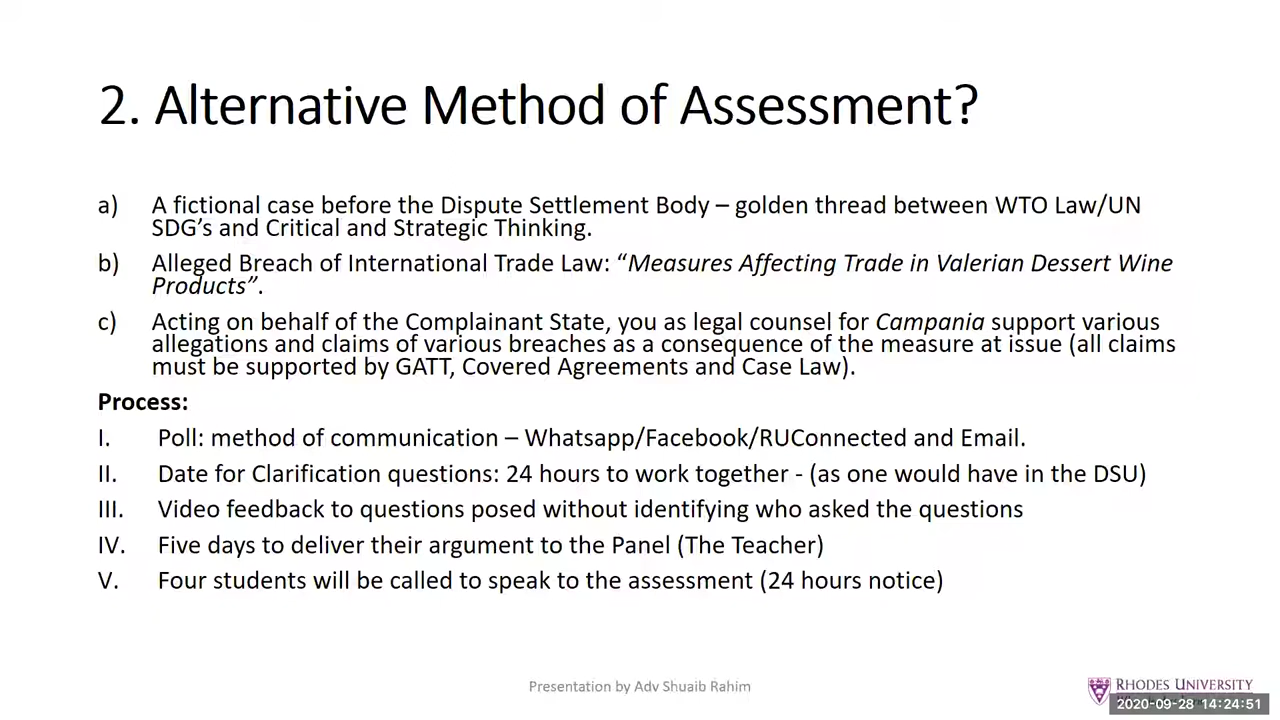 2. Alternative Method of Assessment?
a) A fictional case before the Dispute Settlement Body – golden thread between WTO Law/UN
SDG's and Critical and Strategic Thinking.
b) Alleged Breach of International Trade Law: “Measures Affecting Trade in Valerian Dessert Wine
Products”.
c) Acting on behalf of the Complainant State, you as legal counsel for Campania support various
allegations and claims of various breaches as a consequence of the measure at issue (all claims
must be supported by GATT, Covered Agreements and Case Law).
Process:
I. Poll: method of communication – Whatsapp/Facebook/RUConnected and Email.
II. Date for Clarification questions: 24 hours to work together - (as one would have in the DSU)
III. Video feedback to questions posed without identifying who asked the questions
IV. Five days to deliver their argument to the Panel (The Teacher)
V. Four students will be called to speak to the assessment (24 hours notice)
Presentation by Adv Shuaib Rahim
RHODES UNIVERSITY
2020-09-28 14:24:51